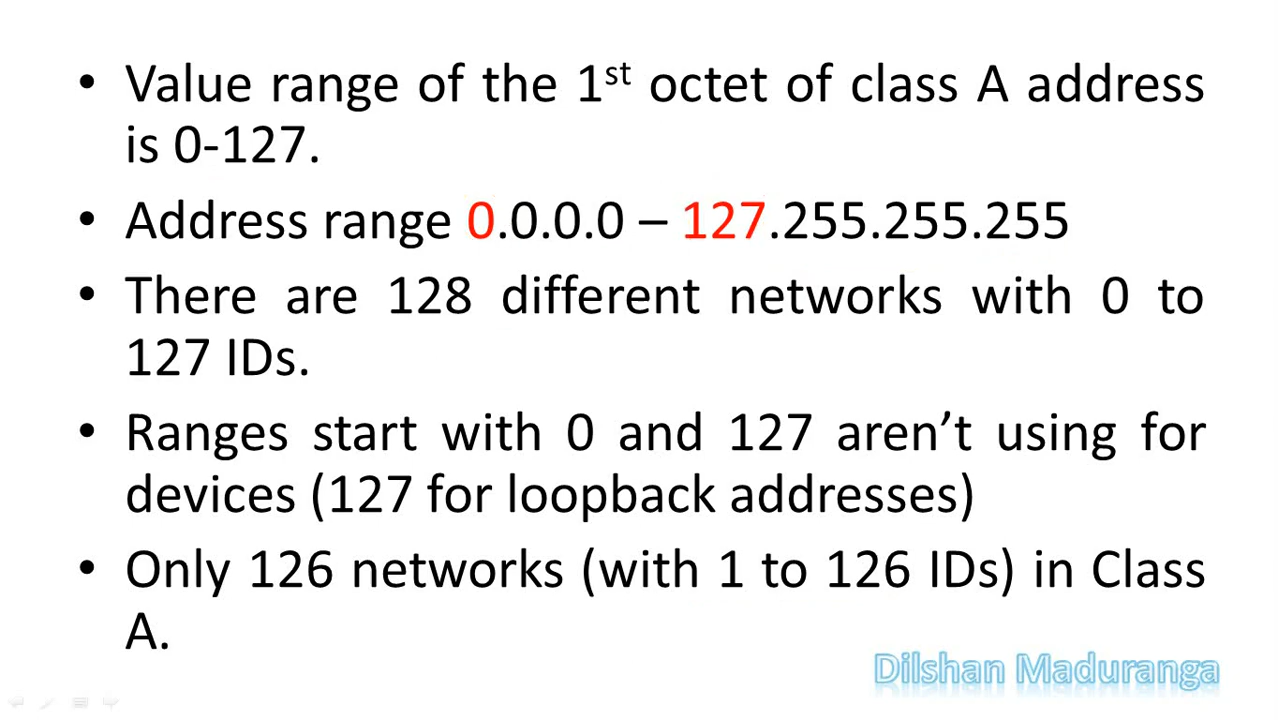 • Value range of the 1st octet of class A address
is 0-127.
• Address range 0.0.0.0 – 127.255.255.255
• There are 128 different networks with 0 to
127 IDs.
• Ranges start with 0 and 127 aren’t using for
devices (127 for loopback addresses)
• Only 126 networks (with 1 to 126 IDs) in Class
A.
Dilshan Maduranga